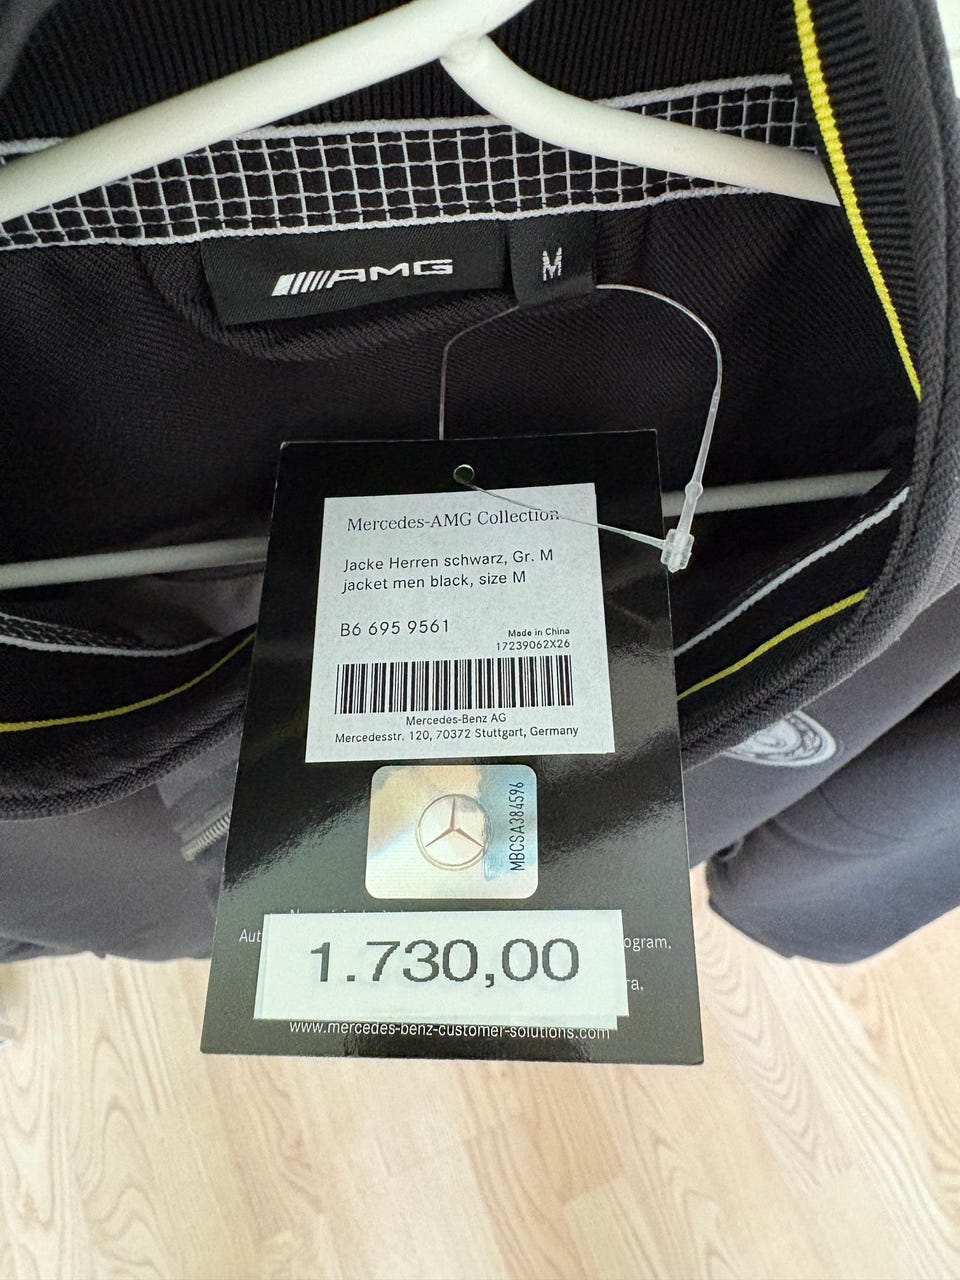 AMG
M
Mercedes-AMG Collection
Jacke Herren schwarz, Gr. M
jacket men black, size M
B6 695 9561
Made in China
17239062X26
Mercedes-Benz AG
Mercedesstr. 120, 70372 Stuttgart, Germany
MBCSA384596
1.730,00
www.mercedes-benz-customer-solutions.com